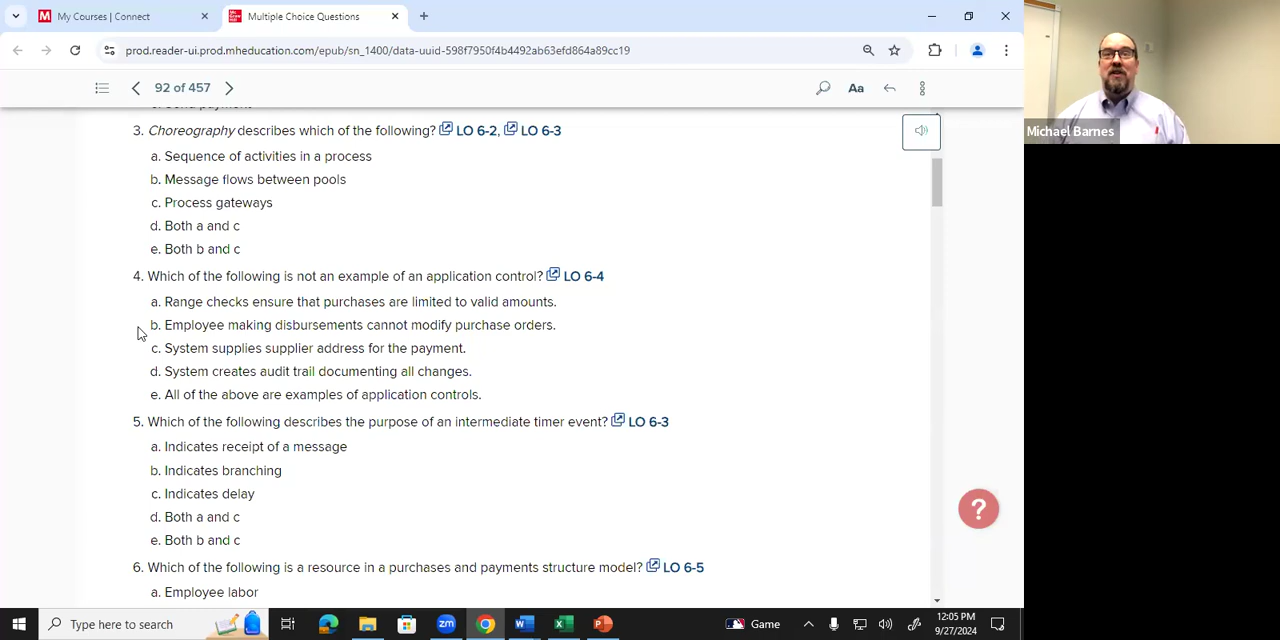 My Courses | Connect
Multiple Choice Questions
prod.reader-ui.prod.mheducation.com/epub/sn_1400/data-uuid-598f7950f4b4492ab63efd864a89cc19
92 of 457
Aa
3. Choreography describes which of the following? LO 6-2, LO 6-3
a. Sequence of activities in a process
b. Message flows between pools
c. Process gateways
d. Both a and c
e. Both b and c
4. Which of the following is not an example of an application control? LO 6-4
a. Range checks ensure that purchases are limited to valid amounts.
b. Employee making disbursements cannot modify purchase orders.
c. System supplies supplier address for the payment.
d. System creates audit trail documenting all changes.
e. All of the above are examples of application controls.
5. Which of the following describes the purpose of an intermediate timer event? LO 6-3
a. Indicates receipt of a message
b. Indicates branching
c. Indicates delay
d. Both a and c
e. Both b and c
6. Which of the following is a resource in a purchases and payments structure model? LO 6-5
a. Employee labor
?
Michael Barnes
Type here to search
zm
Game
12:05 PM
9/27/2024